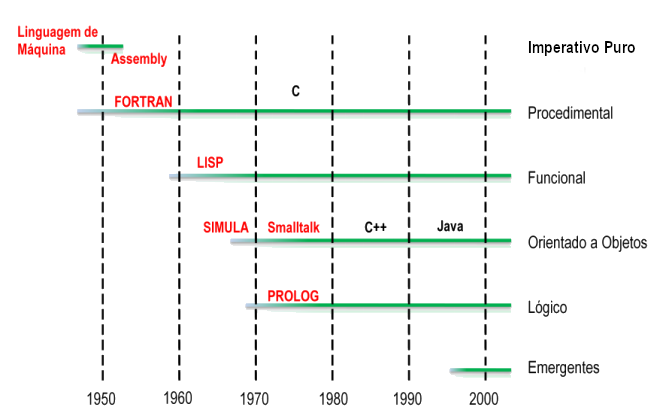 Linguagem de
Máquina
Assembly
Imperativo Puro
FORTRAN
C
Procedimental
LISP
Funcional
SIMULA
Smalltalk
C++
Java
Orientado a Objetos
PROLOG
Lógico
Emergentes
1950
1960
1970
1980
1990
2000